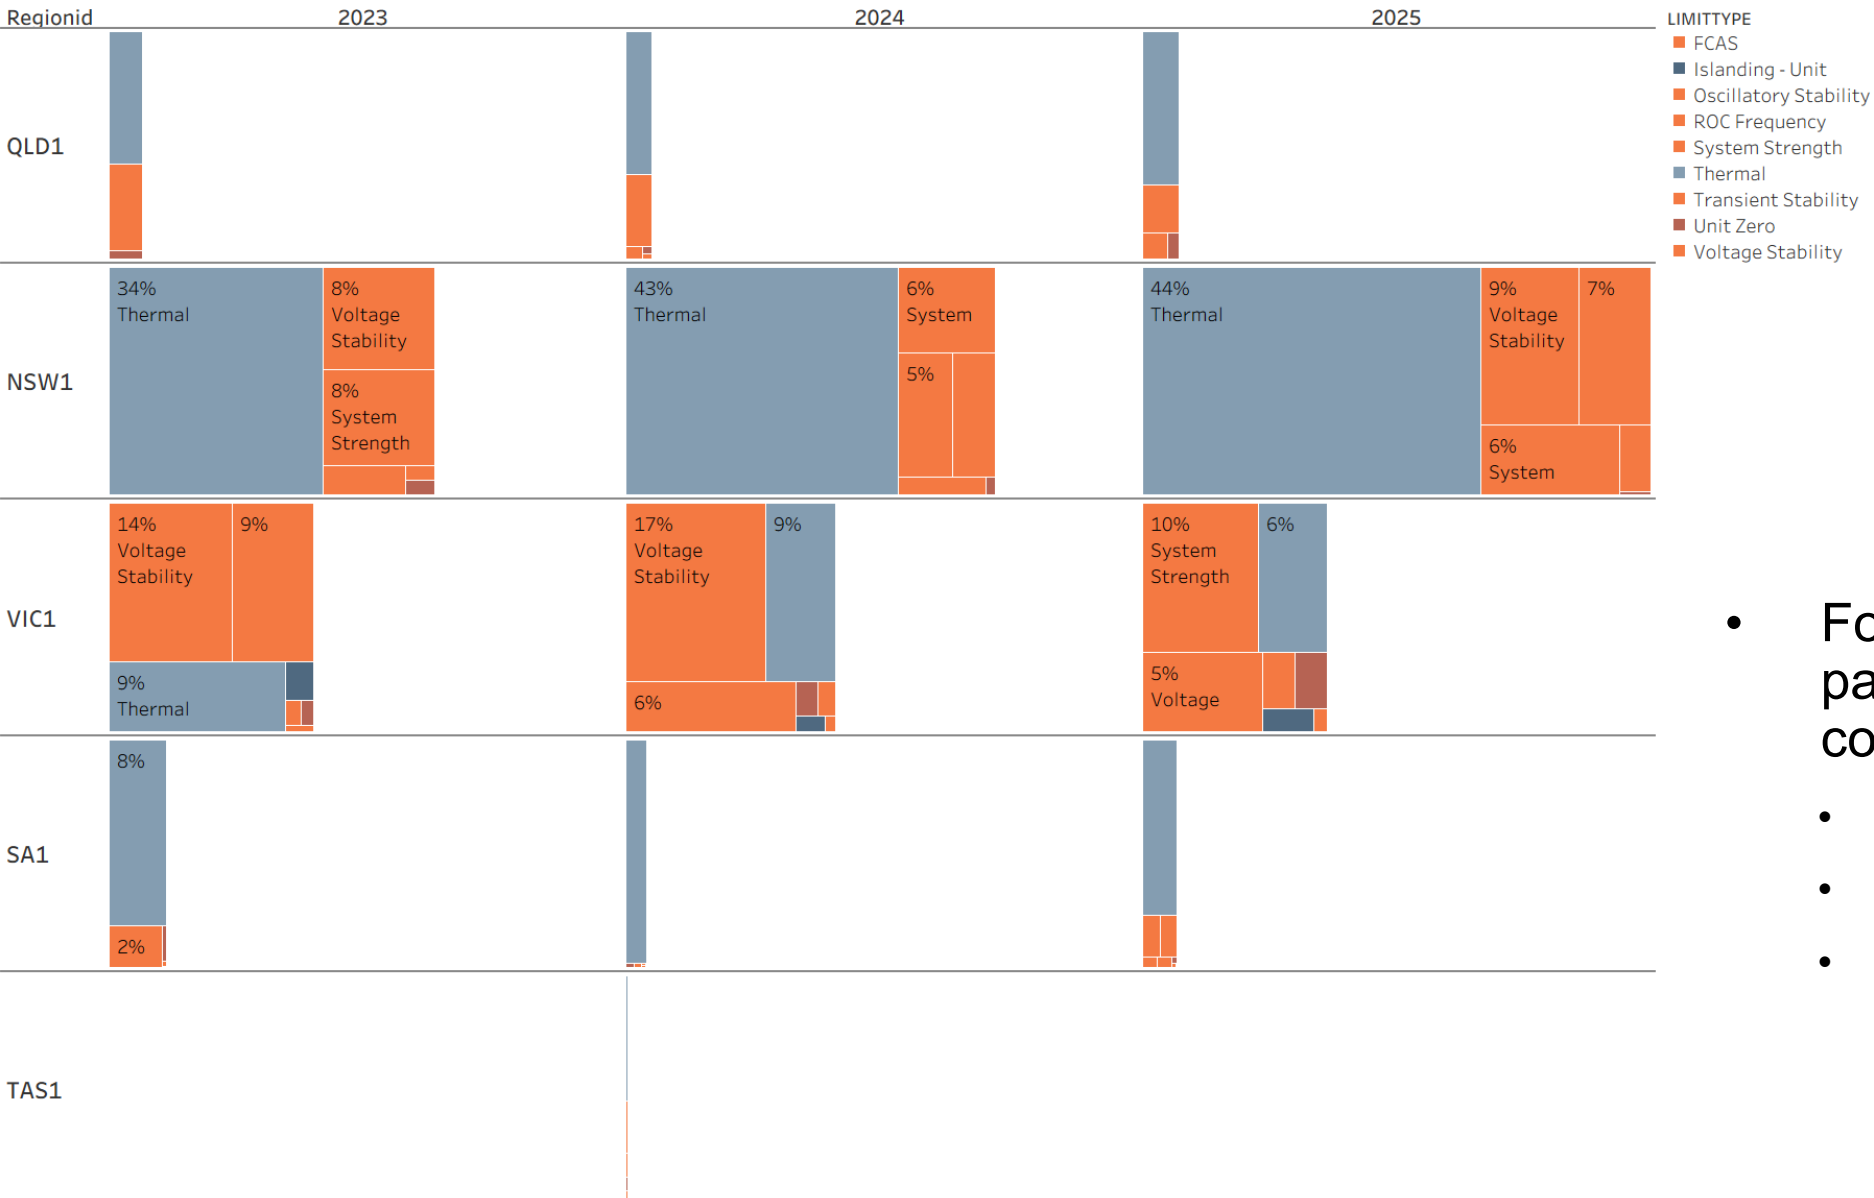 Regionid 2023 2024 2025
LIMITTYPE
FCAS
Islanding - Unit
Oscillatory Stability
ROC Frequency
System Strength
Thermal
Transient Stability
Unit Zero
Voltage Stability
QLD1
NSW1
34%
Thermal
8%
Voltage
Stability
8%
System
Strength
43%
Thermal
6%
System
5%
44%
Thermal
9%
Voltage
Stability
7%
6%
System
VIC1
14%
Voltage
Stability
9%
9%
Thermal
17%
Voltage
Stability
9%
6%
10%
System
Strength
6%
5%
Voltage
SA1
8%
2%
TAS1
• Fo
pa
co
•
•
•